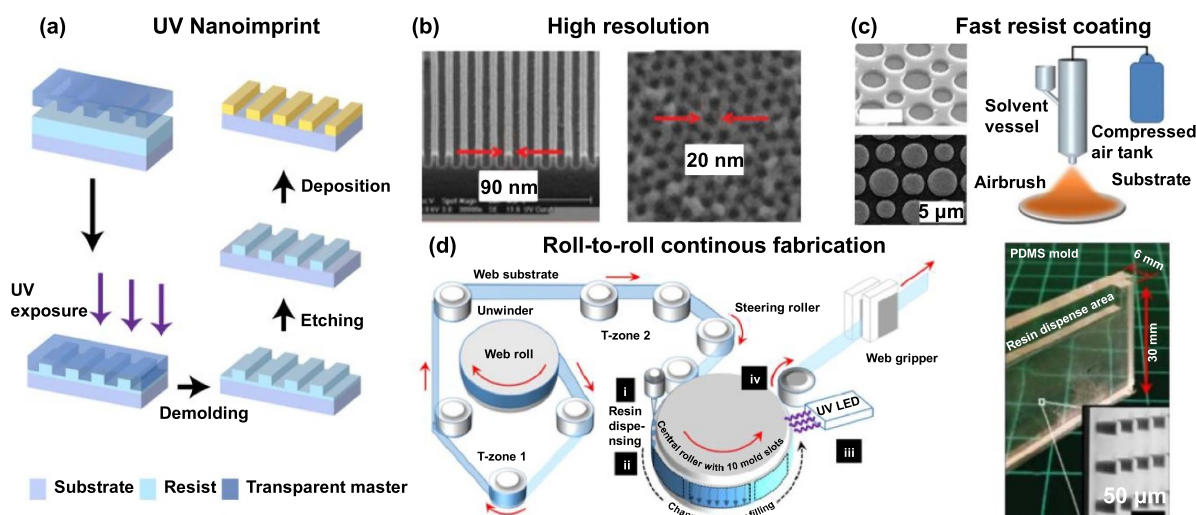 (a) UV Nanoimprint
UV
exposure
Demolding
Etching
Deposition
Substrate Resist Transparent master
(b) High resolution
90 nm
20 nm
(c) Fast resist coating
Solvent
vessel
Compressed
air tank
Airbrush
Substrate
5 µm
(d) Roll-to-roll continous fabrication
Web substrate
Unwinder
Web roll
T-zone 1
T-zone 2
Steering roller
Web gripper
i
Resin
dispe-
nsing
ii
iii
iv
UV LED
Central roller with 10 mold slots
filling
PDMS mold
6 mm
30 mm
Resin dispense area
50 µm